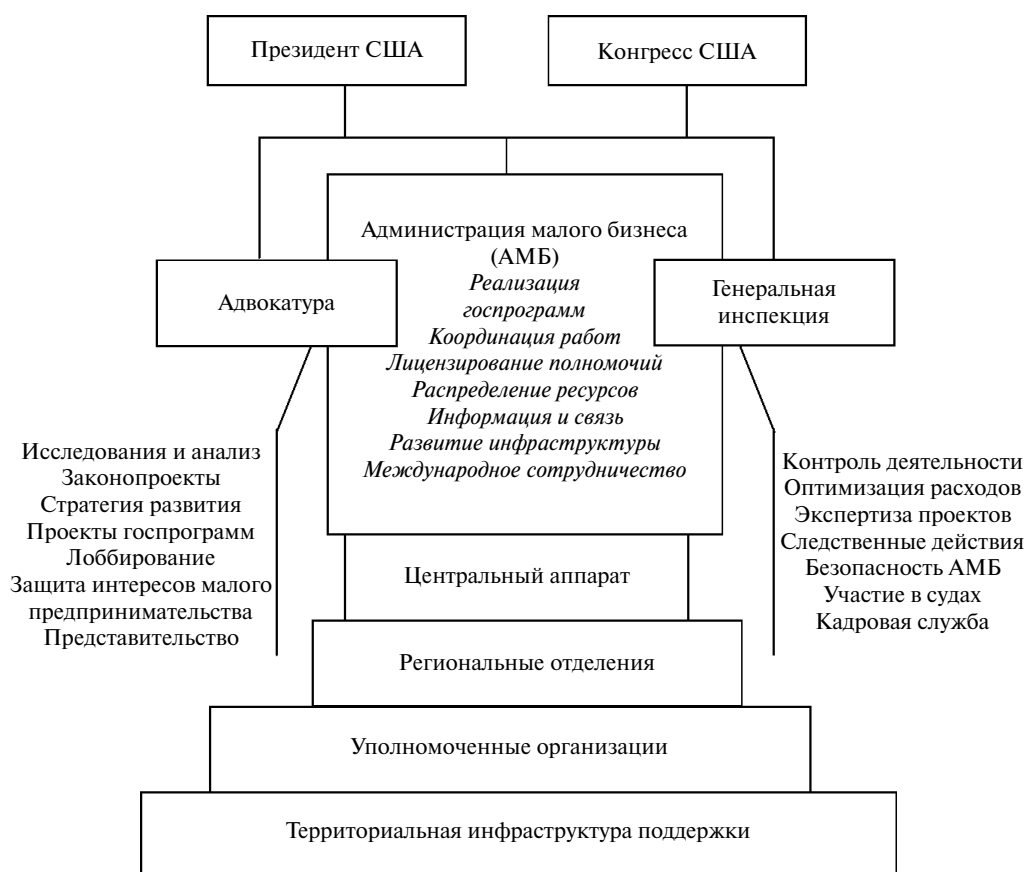 Президент США
Конгресс США
Администрация малого бизнеса
(АМБ)
Реализация
госпрограмм
Координация работ
Лицензирование полномочий
Распределение ресурсов
Информация и связь
Развитие инфраструктуры
Международное сотрудничество
Адвокатура
Генеральная
инспекция
Исследования и анализ
Законопроекты
Стратегия развития
Проекты госпрограмм
Лоббирование
Защита интересов малого
предпринимательства
Представительство
Контроль деятельности
Оптимизация расходов
Экспертиза проектов
Следственные действия
Безопасность АМБ
Участие в судах
Кадровая служба
Центральный аппарат
Региональные отделения
Уполномоченные организации
Территориальная инфраструктура поддержки